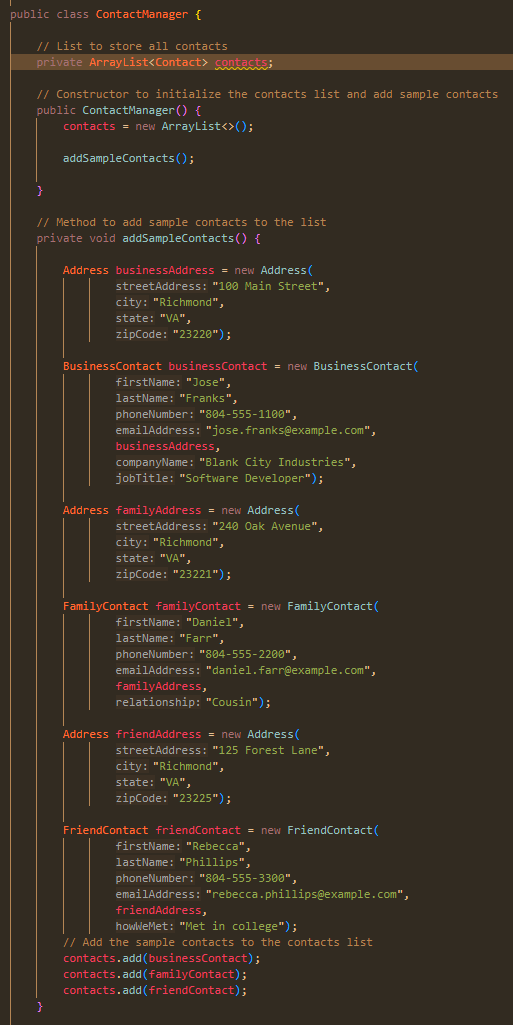 public class ContactManager {
// List to store all contacts
private ArrayList<Contact> contacts;
// Constructor to initialize the contacts list and add sample contacts
public ContactManager() {
contacts = new ArrayList<>();
addSampleContacts();
}
// Method to add sample contacts to the list
private void addSampleContacts() {
Address businessAddress = new Address(
streetAddress: "100 Main Street",
city: "Richmond",
state: "VA",
zipCode: "23220");
BusinessContact businessContact = new BusinessContact(
firstName: "Jose",
lastName: "Franks",
phoneNumber: "804-555-1100",
emailAddress: "jose.franks@example.com",
businessAddress,
companyName: "Blank City Industries",
jobTitle: "Software Developer");
Address familyAddress = new Address(
streetAddress: "240 Oak Avenue",
city: "Richmond",
state: "VA",
zipCode: "23221");
FamilyContact familyContact = new FamilyContact(
firstName: "Daniel",
lastName: "Farr",
phoneNumber: "804-555-2200",
emailAddress: "daniel.farr@example.com",
familyAddress,
relationship: "Cousin");
Address friendAddress = new Address(
streetAddress: "125 Forest Lane",
city: "Richmond",
state: "VA",
zipCode: "23225");
FriendContact friendContact = new FriendContact(
firstName: "Rebecca",
lastName: "Phillips",
phoneNumber: "804-555-3300",
emailAddress: "rebecca.phillips@example.com",
friendAddress,
howWeMet: "Met in college");
// Add the sample contacts to the contacts list
contacts.add(businessContact);
contacts.add(familyContact);
contacts.add(friendContact);
}